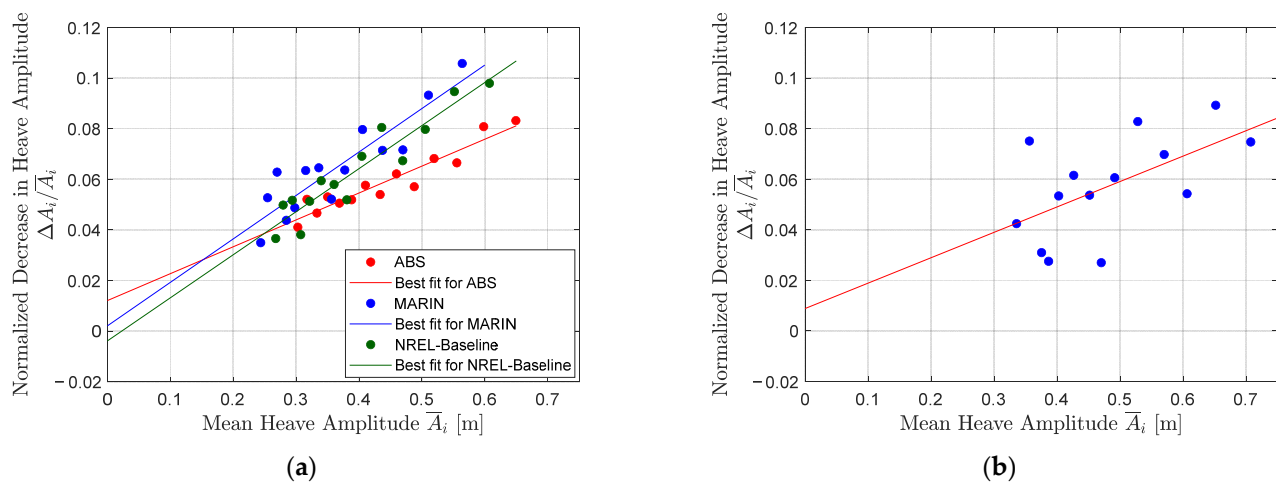 Normalized Decrease in Heave Amplitude
ΔA_i/A̅_i
0.12
0.1
0.08
0.06
0.04
0.02
0
−0.02
ABS
Best fit for ABS
MARIN
Best fit for MARIN
NREL-Baseline
Best fit for NREL-Baseline
0 0.1 0.2 0.3 0.4 0.5 0.6 0.7
Mean Heave Amplitude A̅_i [m]
(a)
Normalized Decrease in Heave Amplitude
ΔA_i/A̅_i
0.12
0.1
0.08
0.06
0.04
0.02
0
−0.02
0 0.1 0.2 0.3 0.4 0.5 0.6 0.7
Mean Heave Amplitude A̅_i [m]
(b)